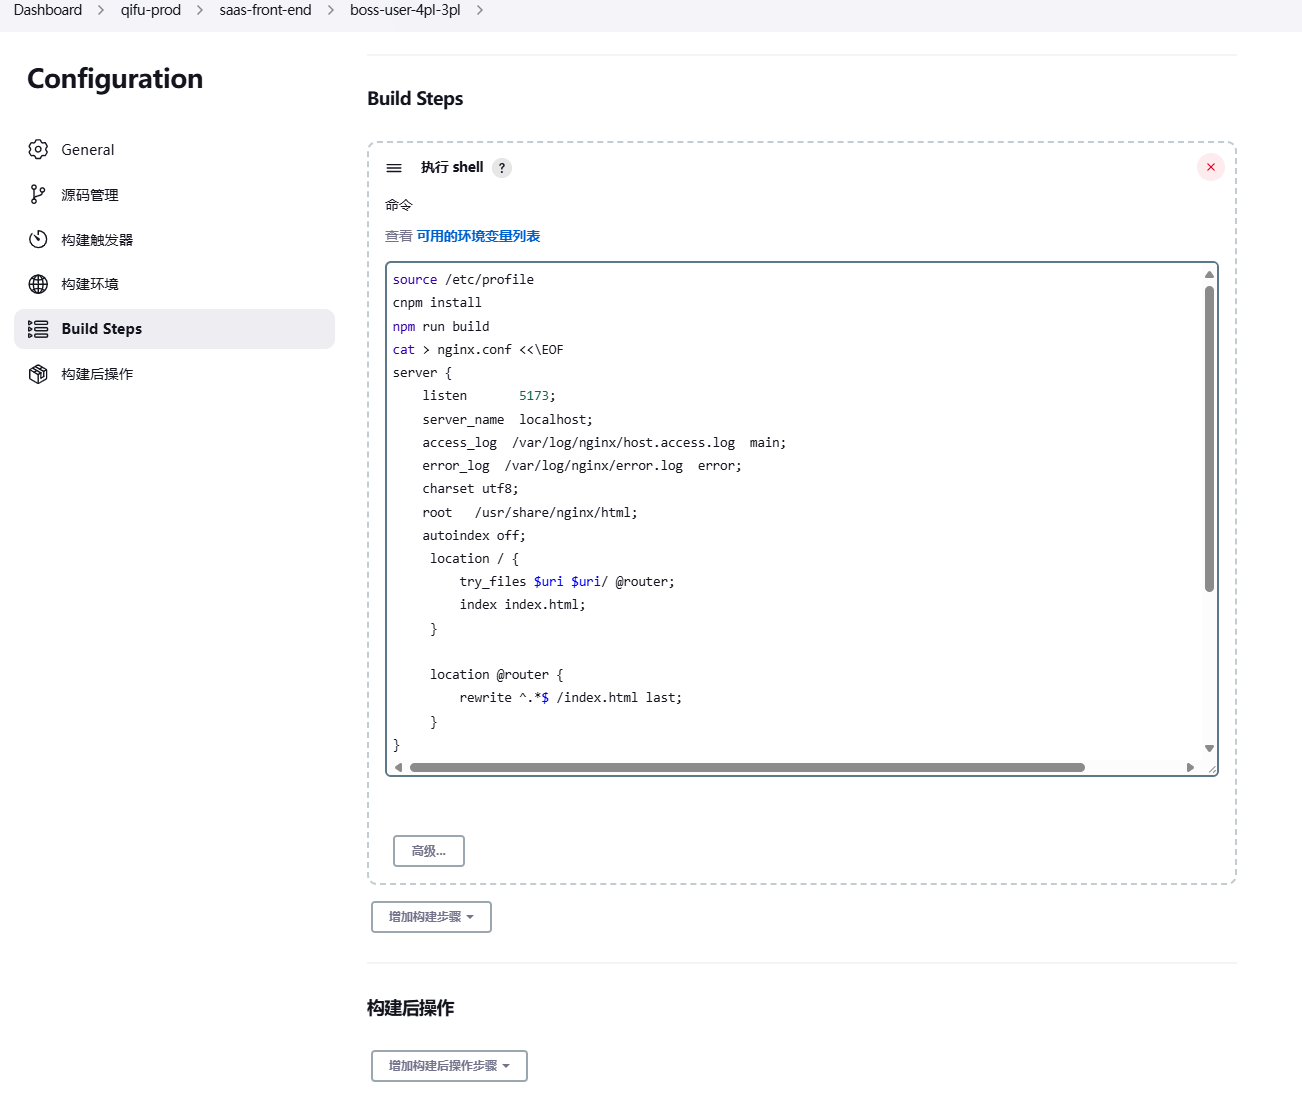 Dashboard > qifu-prod > saas-front-end > boss-user-4pl-3pl >
Configuration
General
源码管理
构建触发器
构建环境
Build Steps
构建后操作
Build Steps
执行 shell ?
命令
查看 可用的环境变量列表
source /etc/profile
cnpm install
npm run build
cat > nginx.conf <<\EOF
server {
    listen       5173;
    server_name  localhost;
    access_log  /var/log/nginx/host.access.log  main;
    error_log  /var/log/nginx/error.log  error;
    charset utf8;
    root   /usr/share/nginx/html;
    autoindex off;
     location / {
         try_files $uri $uri/ @router;
         index index.html;
     }
     location @router {
         rewrite ^.*$ /index.html last;
     }
}
高级...
增加构建步骤
构建后操作
增加构建后操作步骤